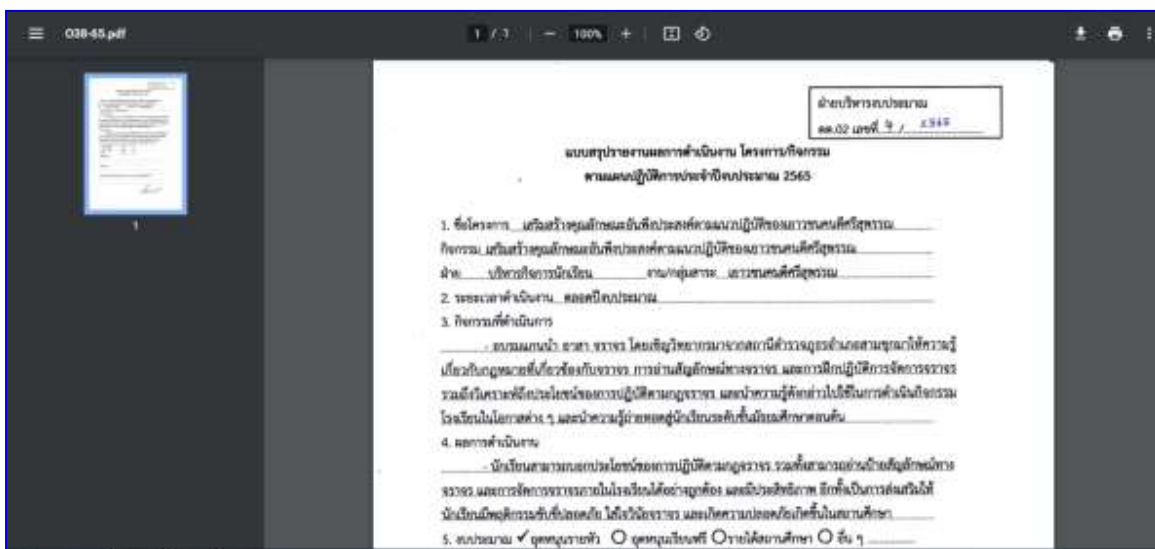 O38-65.pdf
1 / 1 | − 100% +
1
ฝ่ายบริหารงบประมาณ
คต.02 เลขที่ 9 / 2565
แบบสรุปรายงานผลการดำเนินงาน โครงการ/กิจกรรม
ตามแผนปฏิบัติการประจำปีงบประมาณ 2565
1. ชื่อโครงการ เสริมสร้างคุณลักษณะอันพึงประสงค์ตามแนวปฏิบัติของเยาวชนคนดีศรีสุพรรณ
กิจกรรม เสริมสร้างคุณลักษณะอันพึงประสงค์ตามแนวปฏิบัติของเยาวชนคนดีศรีสุพรรณ
ฝ่าย บริหารกิจการนักเรียน งาน/กลุ่มสาระ เยาวชนคนดีศรีสุพรรณ
2. ระยะเวลาดำเนินงาน ตลอดปีงบประมาณ
3. กิจกรรมที่ดำเนินการ
- อบรมแกนนำ อาสา จราจร โดยเชิญวิทยากรมาจากสถานีตำรวจภูธรอำเภอสามชุกมาให้ความรู้
เกี่ยวกับกฎหมายที่เกี่ยวข้องกับจราจร การอ่านสัญลักษณ์ทางจราจร และการฝึกปฏิบัติการจัดการจราจร
รวมถึงวิเคราะห์ถึงประโยชน์ของการปฏิบัติตามกฎจราจร และนำความรู้ดังกล่าวไปใช้ในการดำเนินกิจกรรม
โรงเรียนในโอกาสต่าง ๆ และนำความรู้ถ่ายทอดสู่นักเรียนระดับชั้นมัธยมศึกษาตอนต้น
4. ผลการดำเนินงาน
- นักเรียนสามารถบอกประโยชน์ของการปฏิบัติตามกฎจราจร รวมทั้งสามารถอ่านป้ายสัญลักษณ์ทาง
จราจร และการจัดการจราจรภายในโรงเรียนได้อย่างถูกต้อง และมีประสิทธิภาพ อีกทั้งเป็นการส่งเสริมให้
นักเรียนมีพฤติกรรมขับขี่ปลอดภัย ใส่ใจวินัยจราจร และเกิดความปลอดภัยเกิดขึ้นในสถานศึกษา
5. งบประมาณ ✓ อุดหนุนรายหัว O อุดหนุนเรียนฟรี O รายได้สถานศึกษา O อื่น ๆ